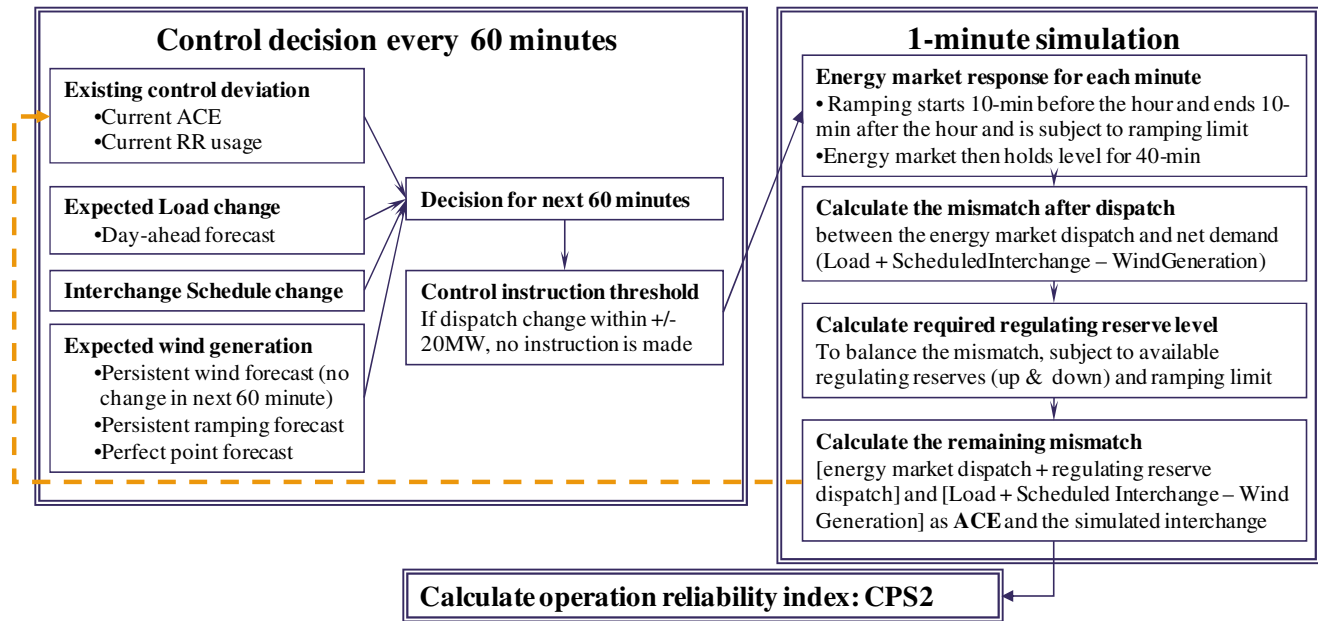 Control decision every 60 minutes
Existing control deviation
•Current ACE
•Current RR usage
Expected Load change
•Day-ahead forecast
Interchange Schedule change
Expected wind generation
•Persistent wind forecast (no
change in next 60 minute)
•Persistent ramping forecast
•Perfect point forecast
Decision for next 60 minutes
Control instruction threshold
If dispatch change within +/-
20MW, no instruction is made
1-minute simulation
Energy market response for each minute
• Ramping starts 10-min before the hour and ends 10-
min after the hour and is subject to ramping limit
•Energy market then holds level for 40-min
Calculate the mismatch after dispatch
between the energy market dispatch and net demand
(Load + ScheduledInterchange – WindGeneration)
Calculate required regulating reserve level
To balance the mismatch, subject to available
regulating reserves (up & down) and ramping limit
Calculate the remaining mismatch
[energy market dispatch + regulating reserve
dispatch] and [Load + Scheduled Interchange – Wind
Generation] as ACE and the simulated interchange
Calculate operation reliability index: CPS2